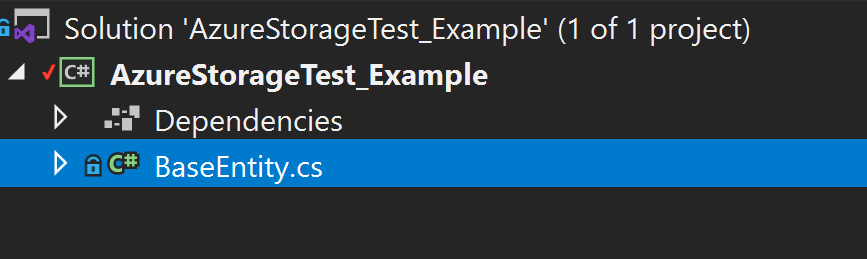 Solution 'AzureStorageTest_Example' (1 of 1 project)
C# AzureStorageTest_Example
Dependencies
C# BaseEntity.cs